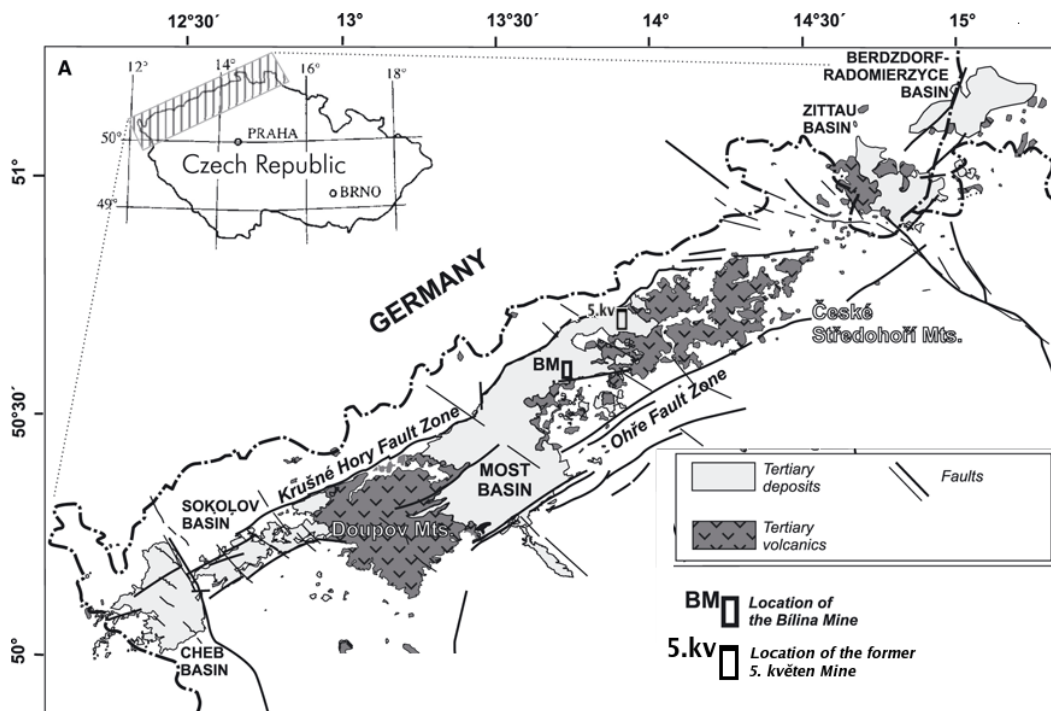 12°30´ 13° 13°30´ 14° 14°30´ 15°
A
12° 14° 16° 18°
50°
PRAHA
Czech Republic
BRNO
49°
BERDZDORF-
RADOMIERZYCE
BASIN
ZITTAU
BASIN
51°
GERMANY
5.kv
České
Středohoří Mts.
BM
50°30´
Krušné Hory Fault Zone
Ohře Fault Zone
MOST
BASIN
SOKOLOV
BASIN
Doupov Mts.
50°
CHEB
BASIN
Tertiary
deposits
Faults
Tertiary
volcanics
BM Location of
the Bílina Mine
5.kv Location of the former
5. květen Mine